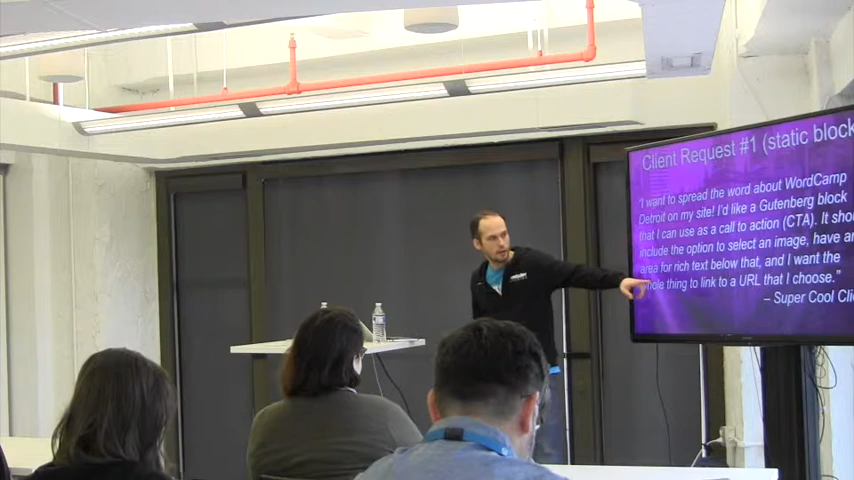 Client Request #1 (static block
"I want to spread the word about WordCamp
Detroit on my site! I'd like a Gutenberg block
that I can use as a call to action (CTA). It sho
include the option to select an image, have an
area for rich text below that, and I want the
whole thing to link to a URL that I choose."
– Super Cool Clie